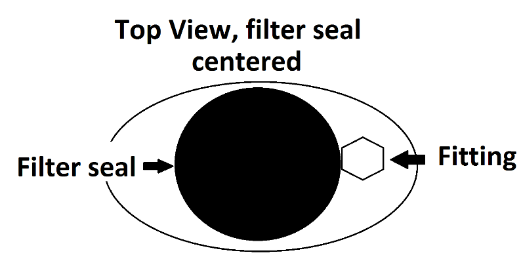 Top View, filter seal
centered
Filter seal
Fitting